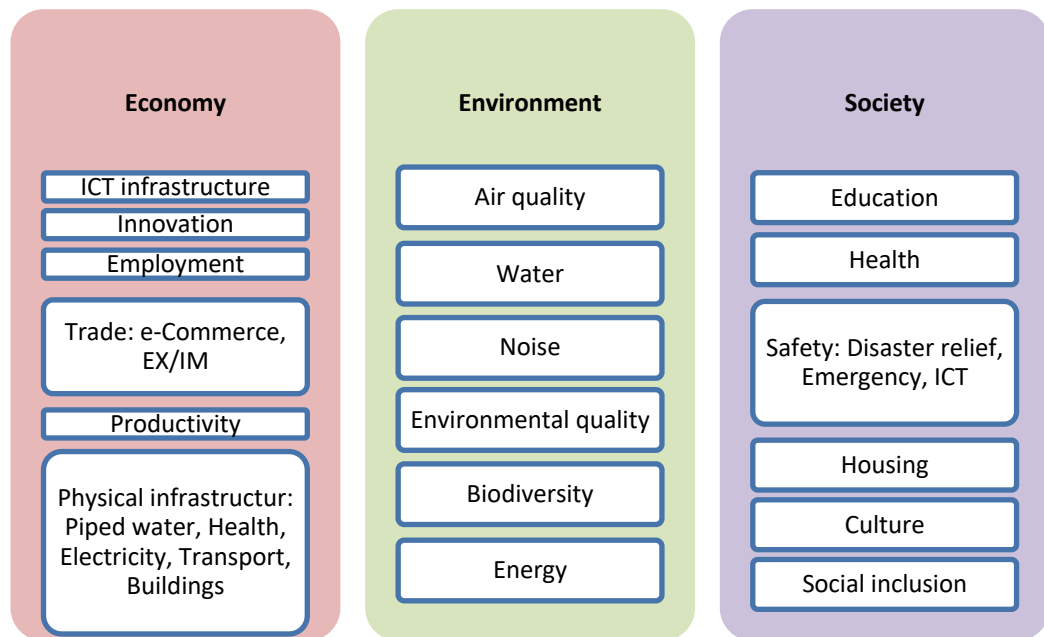 Economy
ICT infrastructure
Innovation
Employment
Trade: e-Commerce,
EX/IM
Productivity
Physical infrastructur:
Piped water, Health,
Electricity, Transport,
Buildings
Environment
Air quality
Water
Noise
Environmental quality
Biodiversity
Energy
Society
Education
Health
Safety: Disaster relief,
Emergency, ICT
Housing
Culture
Social inclusion